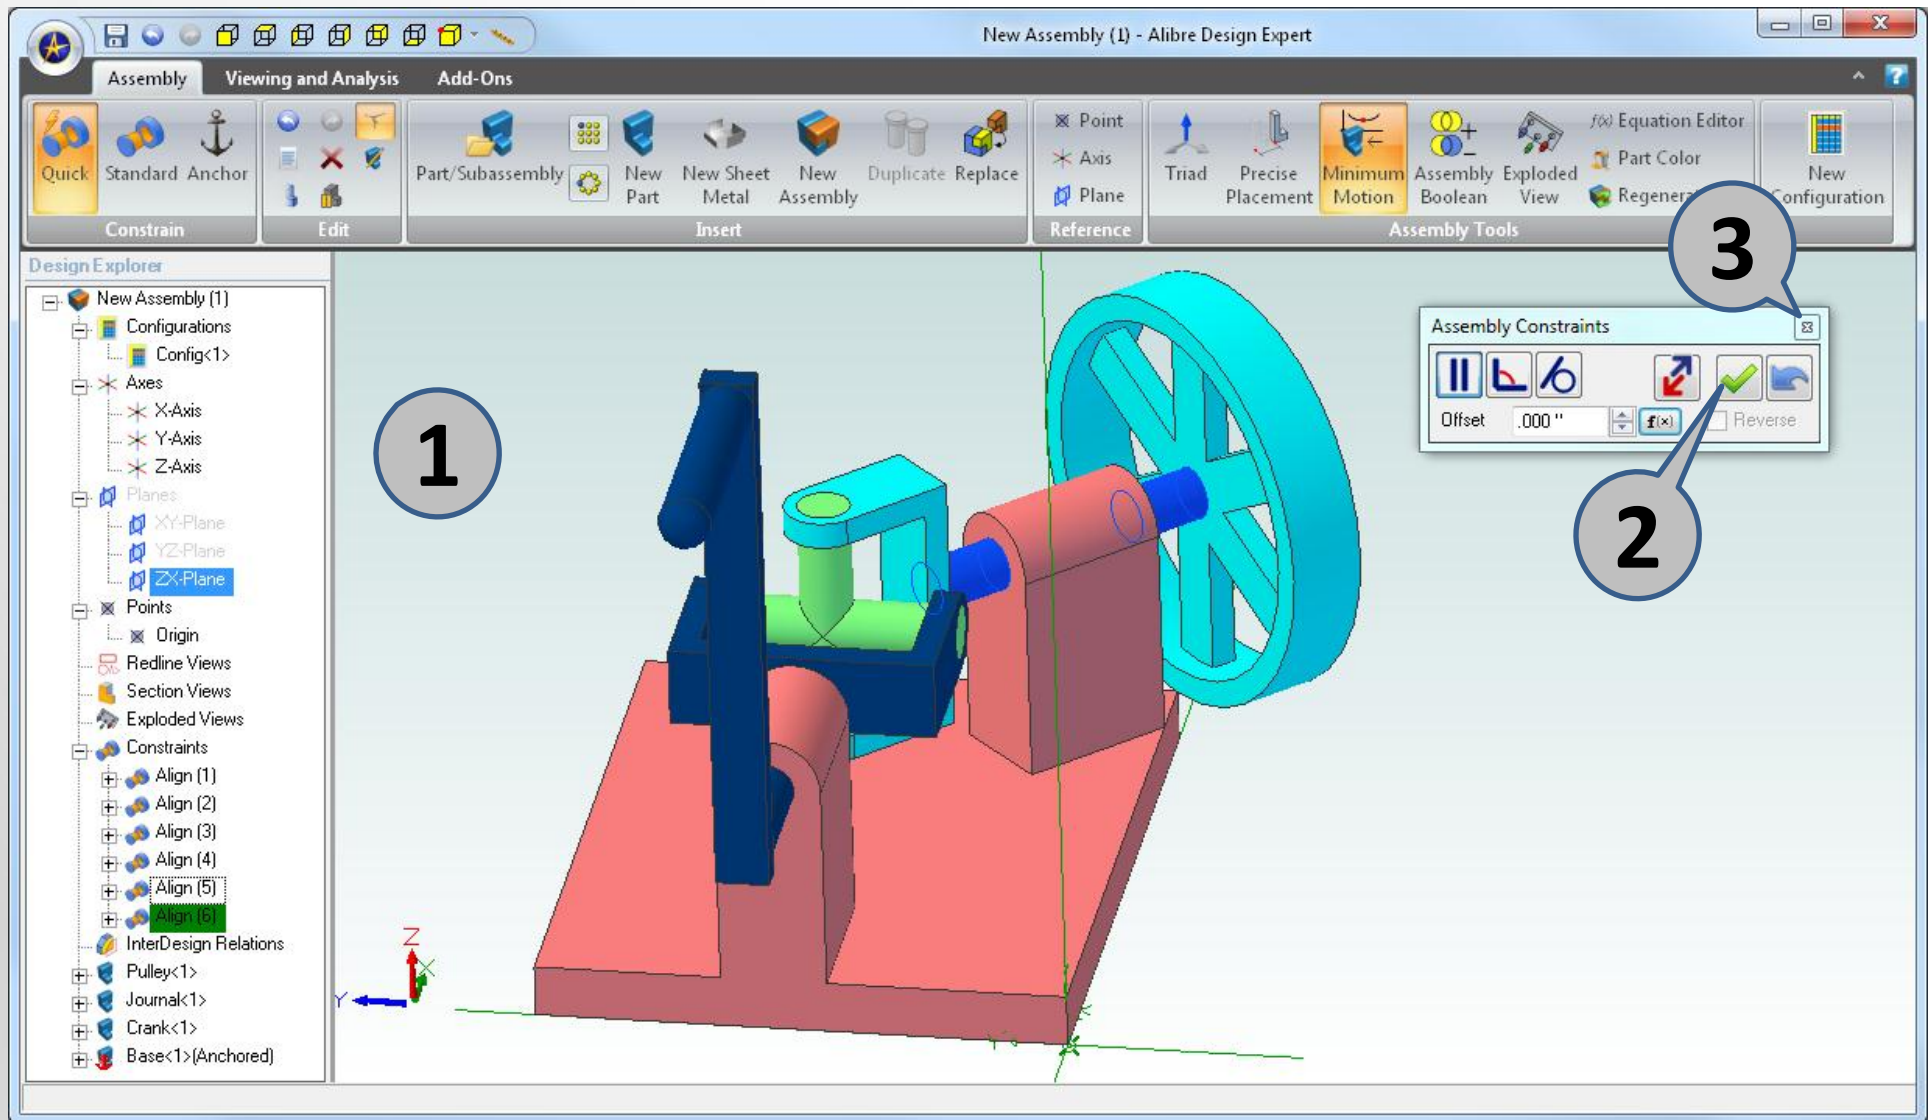 New Assembly (1) - Alibre Design Expert
Assembly
Viewing and Analysis
Add-Ons
Quick
Standard
Anchor
Constrain
Edit
Part/Subassembly
New
Part
New Sheet
Metal
New
Assembly
Duplicate
Replace
Insert
Point
Axis
Plane
Reference
Triad
Precise
Placement
Minimum
Motion
Assembly
Boolean
Exploded
View
f(x) Equation Editor
Part Color
Regenera
Assembly Tools
New
onfiguration
Design Explorer
New Assembly (1)
Configurations
Config<1>
Axes
X-Axis
Y-Axis
Z-Axis
Planes
XY-Plane
YZ-Plane
ZX-Plane
Points
Origin
Redline Views
Section Views
Exploded Views
Constraints
Align (1)
Align (2)
Align (3)
Align (4)
Align (5)
Align (6)
InterDesign Relations
Pulley<1>
Journal<1>
Crank<1>
Base<1>(Anchored)
1
Z
X
Y
3
Assembly Constraints
Offset
.000 "
f(x)
Reverse
2